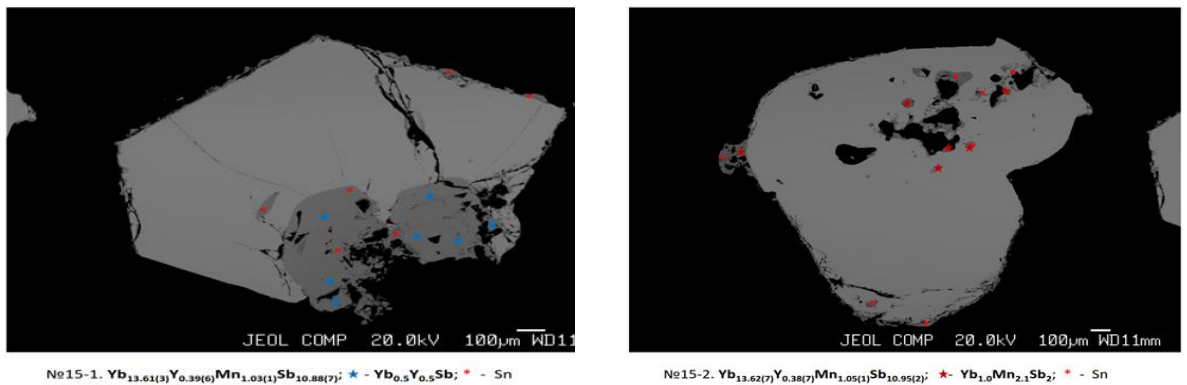 JEOL COMP 20.0kV 100μm WD11
JEOL COMP 20.0kV 100μm WD11mm
№15-1. Yb13.61(3)Y0.39(6)Mn1.03(1)Sb10.88(7); ★ - Yb0.5Y0.5Sb; * - Sn
№15-2. Yb13.62(7)Y0.38(7)Mn1.05(1)Sb10.95(2); ★- Yb1.0Mn2.1Sb2; * - Sn